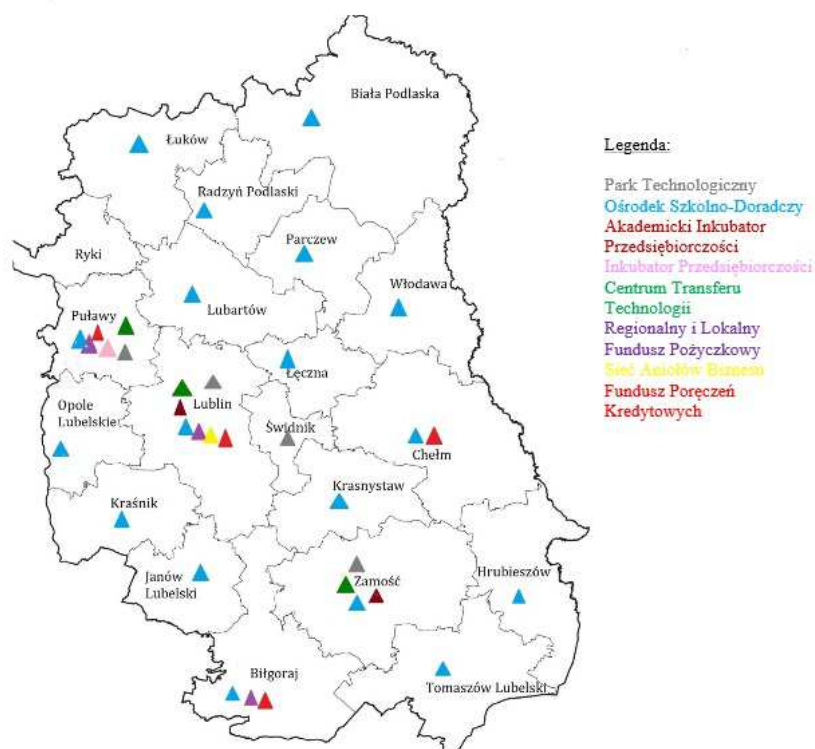 Biała Podlaska
Łuków
Radzyń Podlaski
Parczew
Ryki
Włodawa
Lubartów
Puławy
Łęczna
Lublin
Opole
Lubelskie
Świdnik
Chełm
Krasnystaw
Kraśnik
Janów
Lubelski
Zamość
Hrubieszów
Biłgoraj
Tomaszów Lubelski
Legenda:
Park Technologiczny
Ośrodek Szkolno-Doradczy
Akademicki Inkubator
Przedsiębiorczości
Inkubator Przedsiębiorczości
Centrum Transferu
Technologii
Regionalny i Lokalny
Fundusz Pożyczkowy
Sieć Aniołów Biznesu
Fundusz Poręczeń
Kredytowych